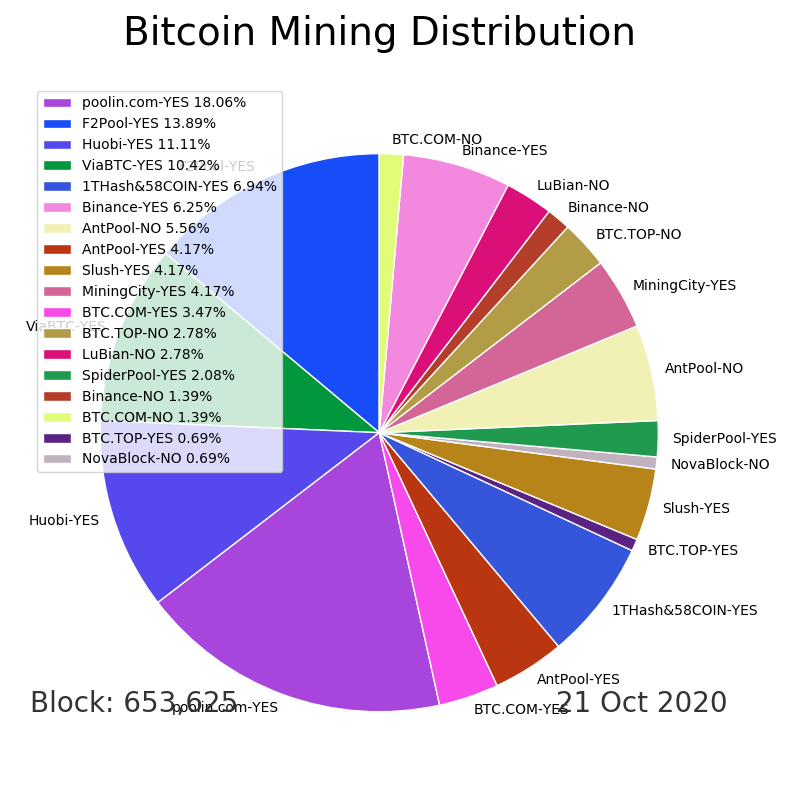 Bitcoin Mining Distribution
poolin.com-YES 18.06%
F2Pool-YES 13.89%
Huobi-YES 11.11%
ViaBTC-YES 10.42%
1THash&58COIN-YES 6.94%
Binance-YES 6.25%
AntPool-NO 5.56%
AntPool-YES 4.17%
Slush-YES 4.17%
MiningCity-YES 4.17%
BTC.COM-YES 3.47%
BTC.TOP-NO 2.78%
LuBian-NO 2.78%
SpiderPool-YES 2.08%
Binance-NO 1.39%
BTC.COM-NO 1.39%
BTC.TOP-YES 0.69%
NovaBlock-NO 0.69%
BTC.COM-NO
Binance-YES
LuBian-NO
Binance-NO
BTC.TOP-NO
MiningCity-YES
AntPool-NO
SpiderPool-YES
NovaBlock-NO
Slush-YES
BTC.TOP-YES
1THash&58COIN-YES
AntPool-YES
BTC.COM-YES
poolin.com-YES
Huobi-YES
ViaBTC-YES
F2Pool-YES
Block: 653,625
21 Oct 2020